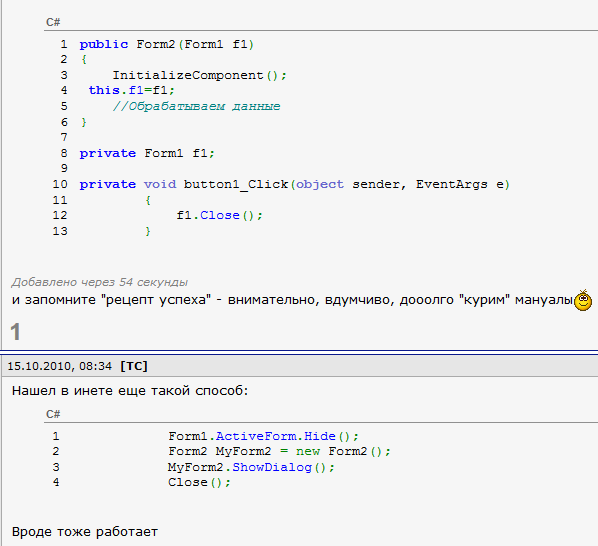 C#
1 public Form2(Form1 f1)
2 {
3     InitializeComponent();
4  this.f1=f1;
5     //Обрабатываем данные
6 }
7
8 private Form1 f1;
9
10 private void button1_Click(object sender, EventArgs e)
11         {
12             f1.Close();
13         }
Добавлено через 54 секунды
и запомните "рецепт успеха" - внимательно, вдумчиво, дооолго "курим" мануалы
1
15.10.2010, 08:34 [TC]
Нашел в инете еще такой способ:
C#
1             Form1.ActiveForm.Hide();
2             Form2 MyForm2 = new Form2();
3             MyForm2.ShowDialog();
4             Close();
Вроде тоже работает